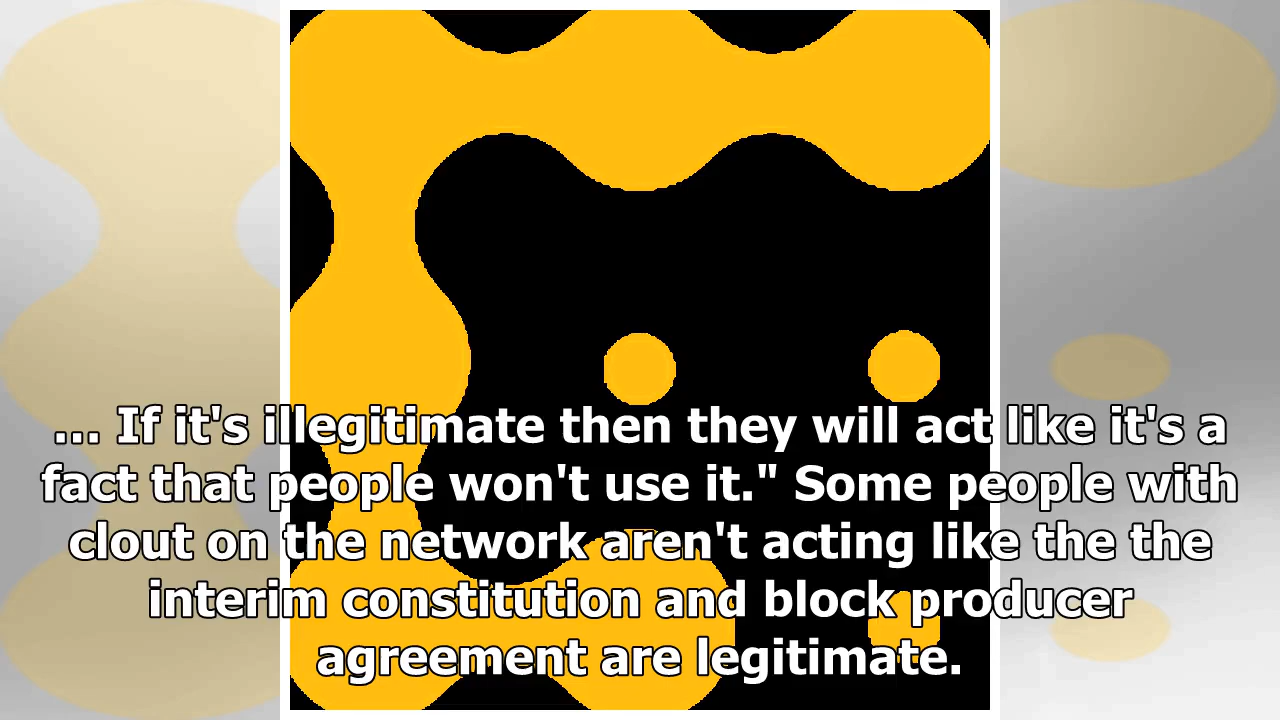 ... If it's illegitimate then they will act like it's a
fact that people won't use it." Some people with
clout on the network aren't acting like the the
interim constitution and block producer
agreement are legitimate.